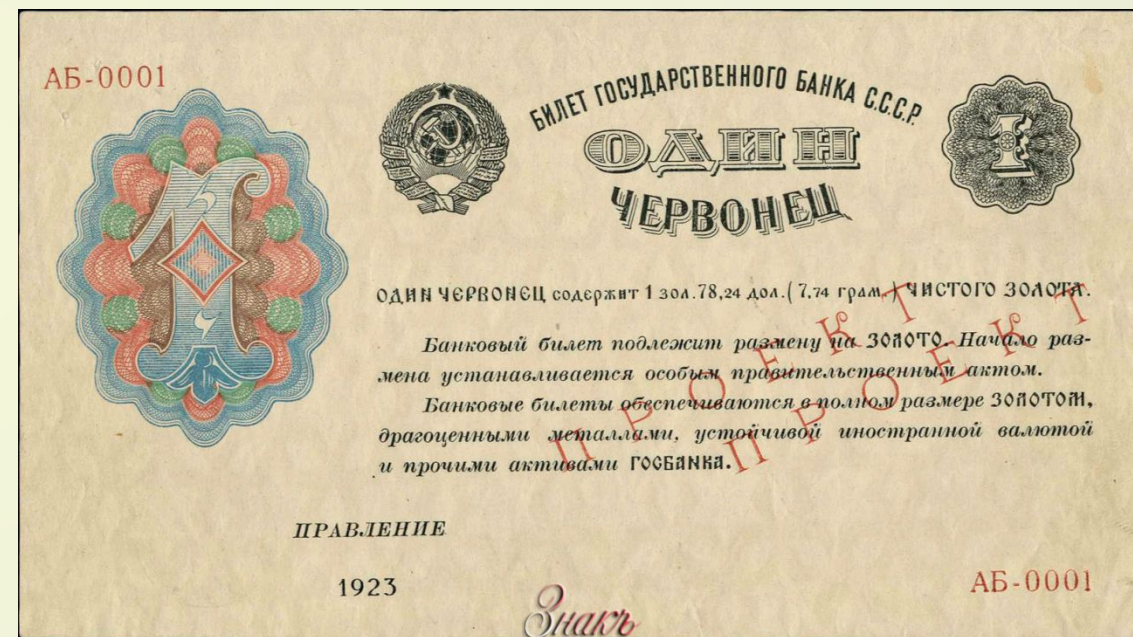 АБ-0001
БИЛЕТ ГОСУДАРСТВЕННОГО БАНКА С.С.С.Р.
ОДИН
ЧЕРВОНЕЦ
1
1
ОДИН ЧЕРВОНЕЦ содержит 1 зол. 78,24 дол. ( 7,74 грам. ) ЧИСТОГО ЗОЛОТА.
Банковый билет подлежит размену на ЗОЛОТО. Начало раз-
мена устанавливается особым правительственным актом.
Банковые билеты обеспечиваются в полном размере ЗОЛОТОМ,
драгоценными металлами, устойчивой иностранной валютой
и прочими активами ГОСБАНКА.
ПРОЕКТ
ПРОЕКТ
ПРАВЛЕНИЕ
1923
АБ-0001
Знакъ